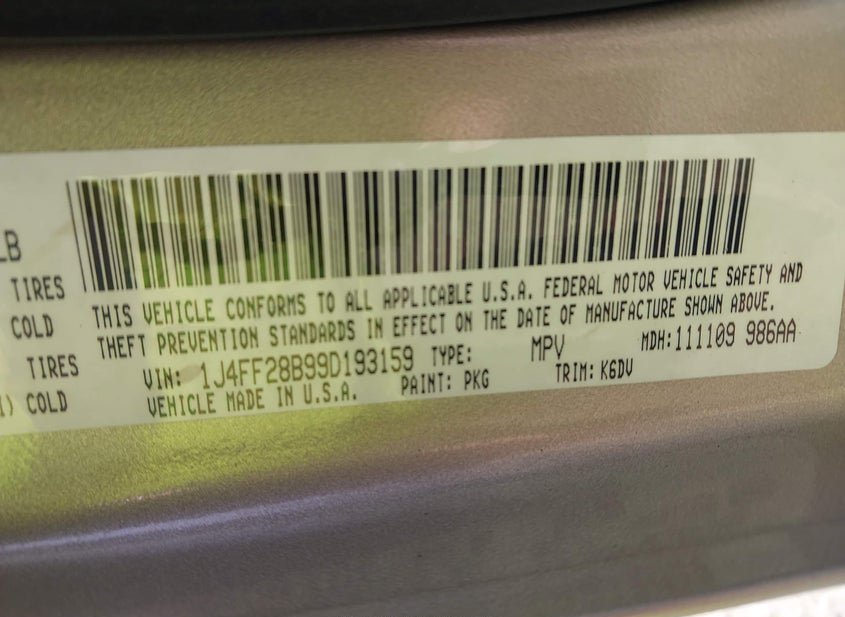 LB
TIRES
COLD
TIRES
) COLD
THIS VEHICLE CONFORMS TO ALL APPLICABLE U.S.A. FEDERAL MOTOR VEHICLE SAFETY AND
THEFT PREVENTION STANDARDS IN EFFECT ON THE DATE OF MANUFACTURE SHOWN ABOVE.
VIN: 1J4FF28B99D193159 TYPE: MPV MDH:111109 986AA
VEHICLE MADE IN U.S.A. PAINT: PKG TRIM: K6DV